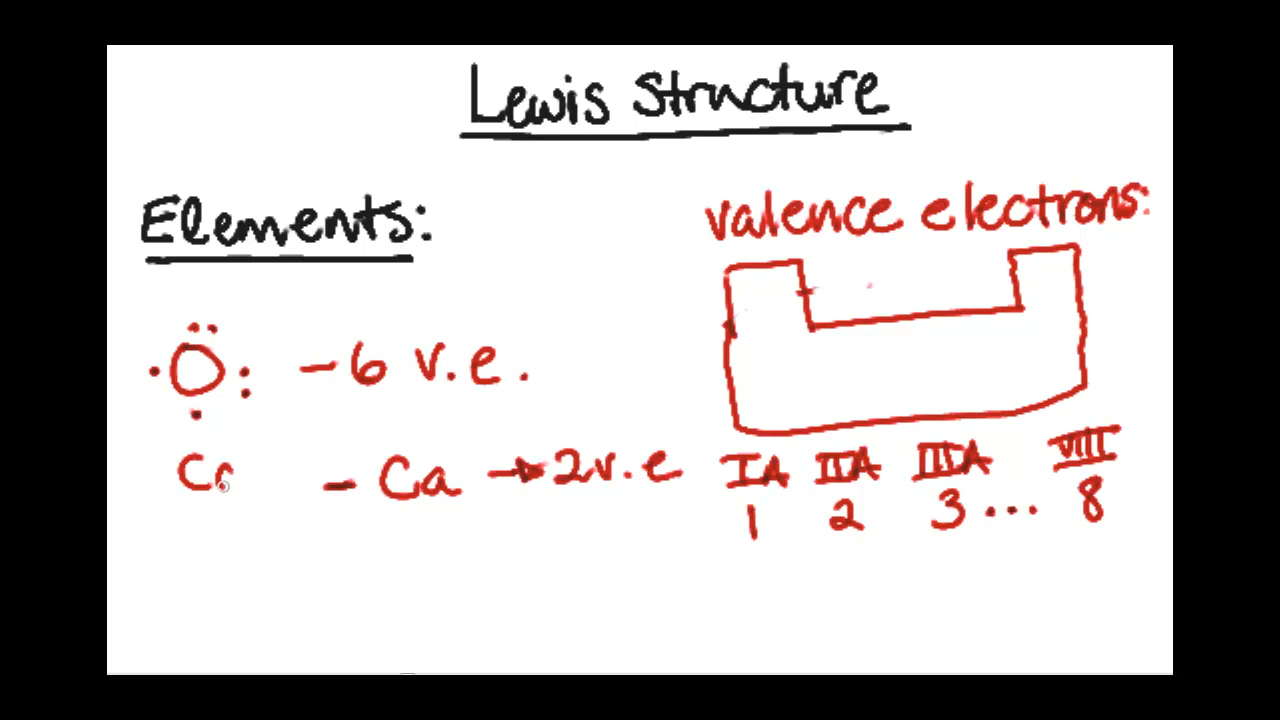 Lewis Structure
Elements:
valence electrons:
O - 6 v.e.
- Ca → 2 v.e
IA IIA IIIA VIII
1 2 3 ... 8